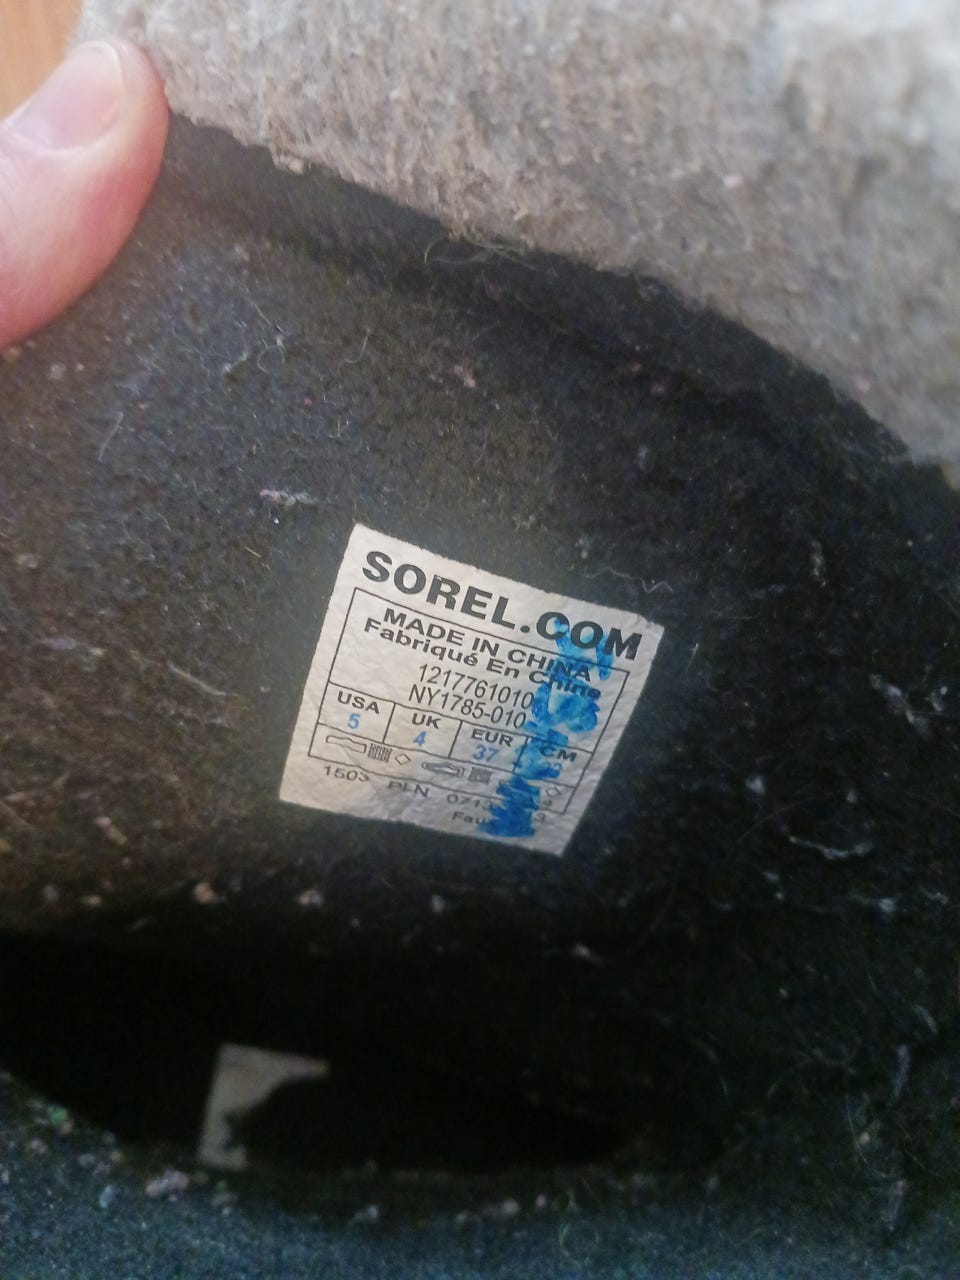 SOREL.COM
MADE IN CHINA
Fabriqué En Chine
1217761010
NY1785-010
USA UK EUR CM
5 4 37
1503 PLN